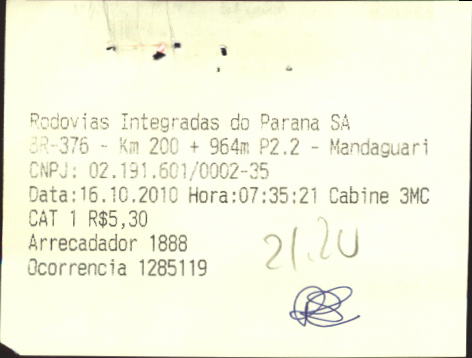 Rodovias Integradas do Parana SA
BR-376 - Km 200 + 964m P2.2 - Mandaguari
CNPJ: 02.191.601/0002-35
Data:16.10.2010 Hora:07:35:21 Cabine 3MC
CAT 1 R$5,30
Arrecadador 1888
21.20
Ocorrencia 1285119